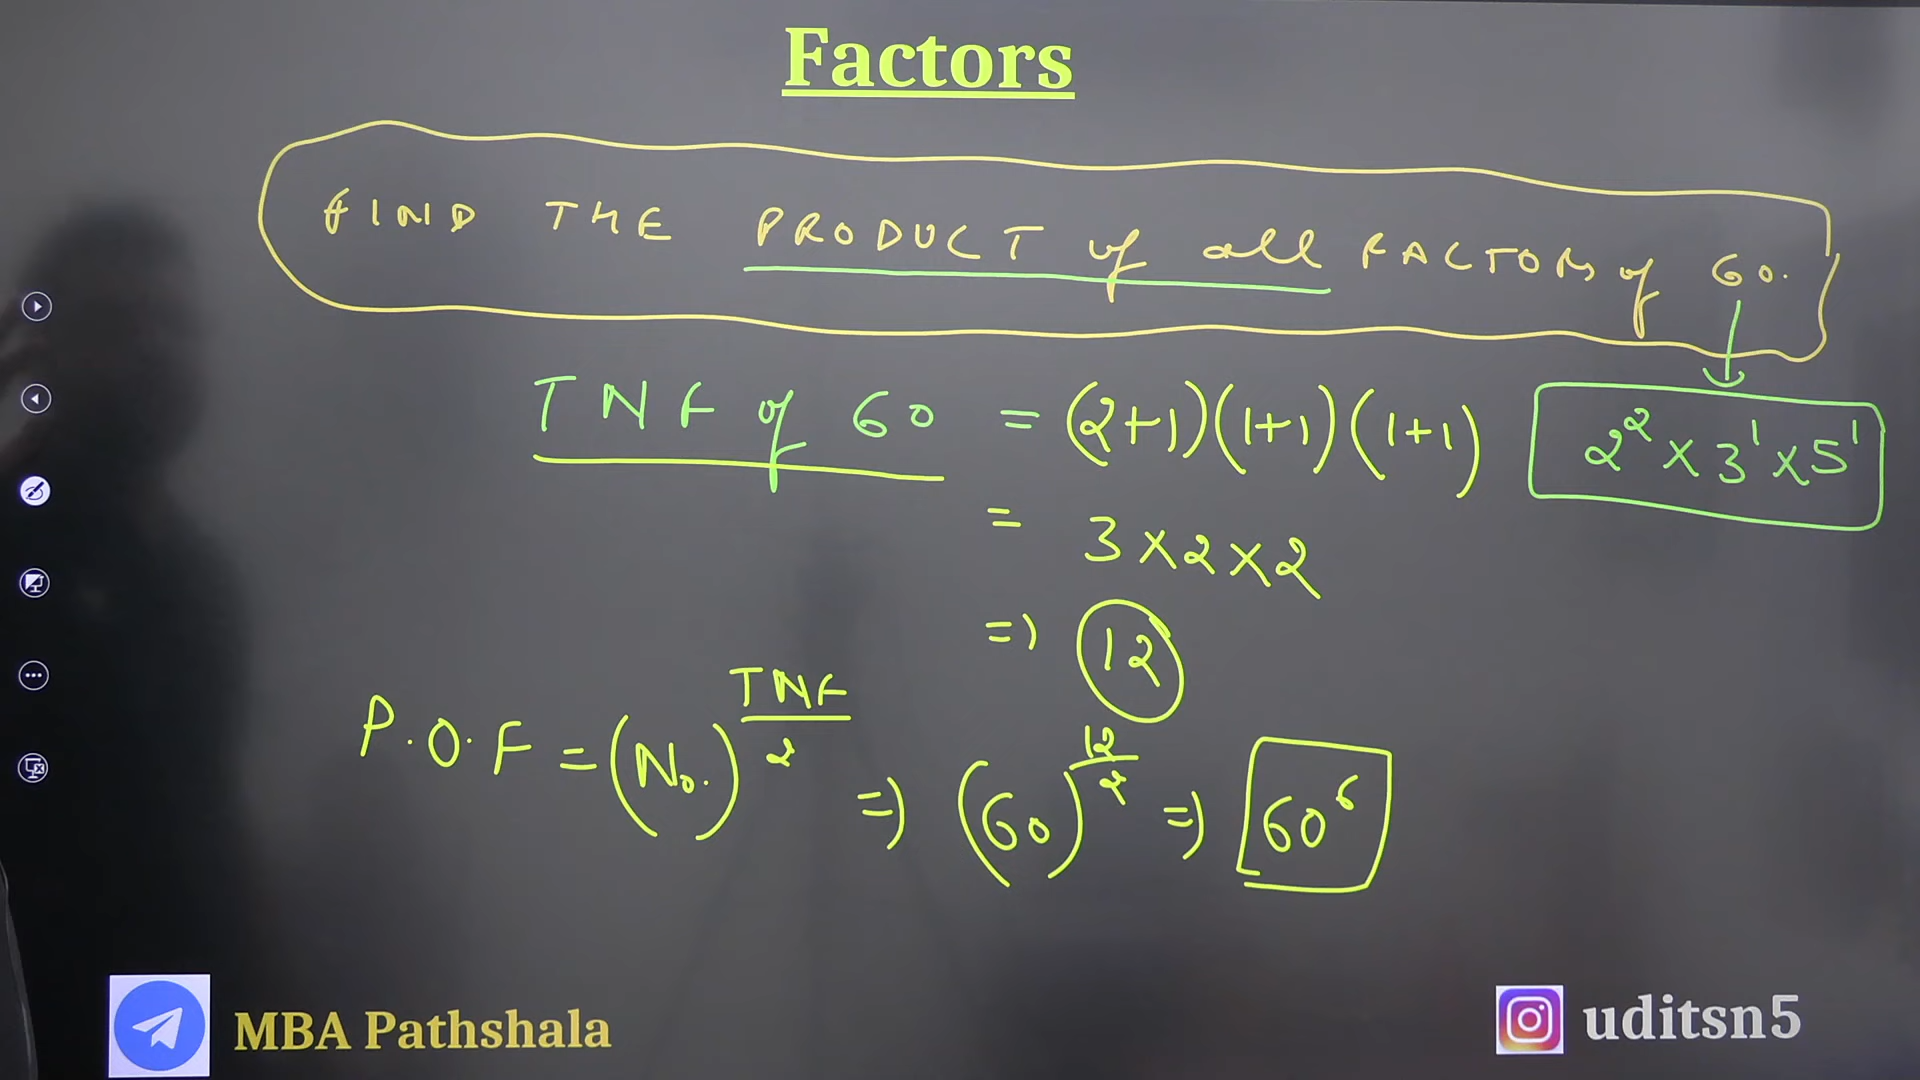 Factors
FIND THE PRODUCT of all FACTORS of 60.
TNF of 60 = (2+1)(1+1)(1+1)
2² × 3¹ × 5¹
= 3 × 2 × 2
=) 12
P.O.F = (No.)^(TNF/2) =) (60)^(12/2) =) 60⁶
MBA Pathshala
uditsn5